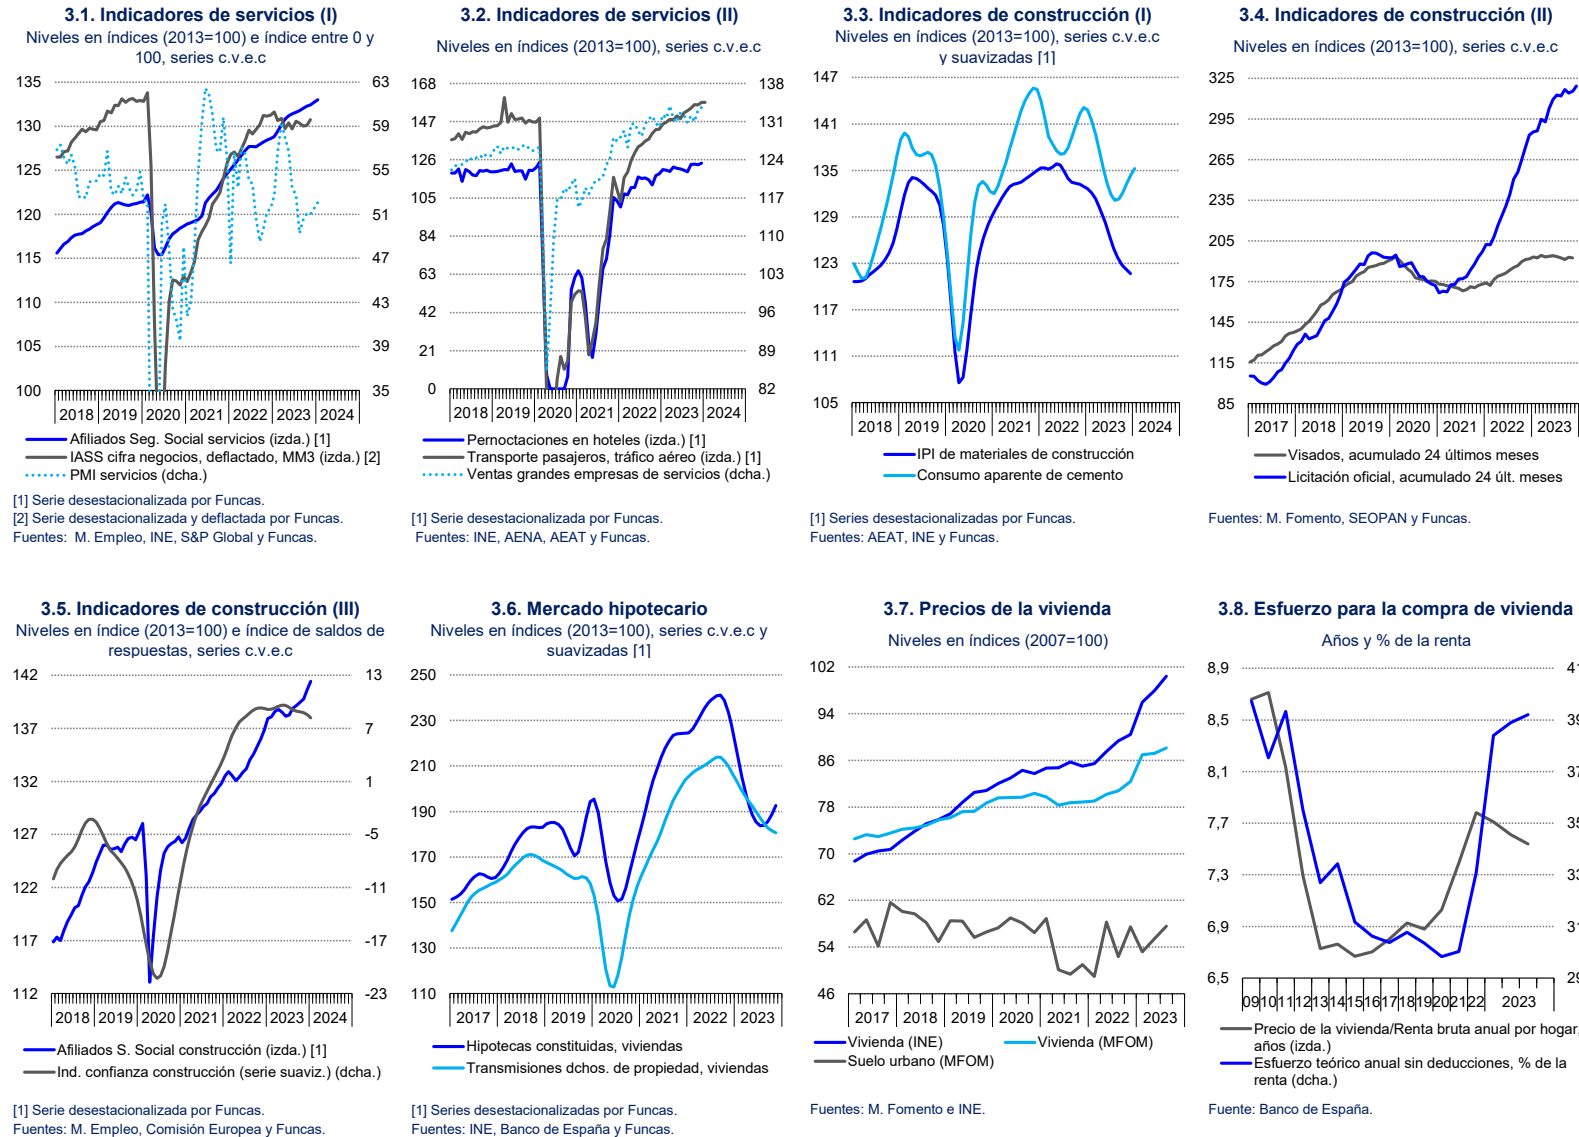 3.1. Indicadores de servicios (I)
Niveles en índices (2013=100) e índice entre 0 y
100, series c.v.e.c
135
130
125
120
115
110
105
100
63
59
55
51
47
43
39
35
2018 2019 2020 2021 2022 2023 2024
Afiliados Seg. Social servicios (izda.) [1]
IASS cifra negocios, deflactado, MM3 (izda.) [2]
PMI servicios (dcha.)
[1] Serie desestacionalizada por Funcas.
[2] Serie desestacionalizada y deflactada por Funcas.
Fuentes: M. Empleo, INE, S&P Global y Funcas.
3.2. Indicadores de servicios (II)
Niveles en índices (2013=100), series c.v.e.c
168
147
126
105
84
63
42
21
0
138
131
124
117
110
103
96
89
82
2018 2019 2020 2021 2022 2023 2024
Pernoctaciones en hoteles (izda.) [1]
Transporte pasajeros, tráfico aéreo (izda.) [1]
Ventas grandes empresas de servicios (dcha.)
[1] Serie desestacionalizada por Funcas.
Fuentes: INE, AENA, AEAT y Funcas.
3.3. Indicadores de construcción (I)
Niveles en índices (2013=100), series c.v.e.c
y suavizadas [1]
147
141
135
129
123
117
111
105
2018 2019 2020 2021 2022 2023 2024
IPI de materiales de construcción
Consumo aparente de cemento
[1] Series desestacionalizadas por Funcas.
Fuentes: AEAT, INE y Funcas.
3.4. Indicadores de construcción (II)
Niveles en índices (2013=100), series c.v.e.c
325
295
265
235
205
175
145
115
85
2017 2018 2019 2020 2021 2022 2023
Visados, acumulado 24 últimos meses
Licitación oficial, acumulado 24 últ. meses
Fuentes: M. Fomento, SEOPAN y Funcas.
3.5. Indicadores de construcción (III)
Niveles en índice (2013=100) e índice de saldos de
respuestas, series c.v.e.c
142
137
132
127
122
117
112
13
7
1
-5
-11
-17
-23
2018 2019 2020 2021 2022 2023 2024
Afiliados S. Social construcción (izda.) [1]
Ind. confianza construcción (serie suaviz.) (dcha.)
[1] Serie desestacionalizada por Funcas.
Fuentes: M. Empleo, Comisión Europea y Funcas.
3.6. Mercado hipotecario
Niveles en índices (2013=100), series c.v.e.c y
suavizadas [1]
250
230
210
190
170
150
130
110
2017 2018 2019 2020 2021 2022 2023
Hipotecas constituidas, viviendas
Transmisiones dchos. de propiedad, viviendas
[1] Series desestacionalizadas por Funcas.
Fuentes: INE, Banco de España y Funcas.
3.7. Precios de la vivienda
Niveles en índices (2007=100)
102
94
86
78
70
62
54
46
2017 2018 2019 2020 2021 2022 2023
Vivienda (INE) Vivienda (MFOM)
Suelo urbano (MFOM)
Fuentes: M. Fomento e INE.
3.8. Esfuerzo para la compra de vivienda
Años y % de la renta
8,9
8,5
8,1
7,7
7,3
6,9
6,5
41
39
37
35
33
31
29
09 10 11 12 13 14 15 16 17 18 19 20 21 22 2023
Precio de la vivienda/Renta bruta anual por hogar,
años (izda.)
Esfuerzo teórico anual sin deducciones, % de la
renta (dcha.)
Fuente: Banco de España.